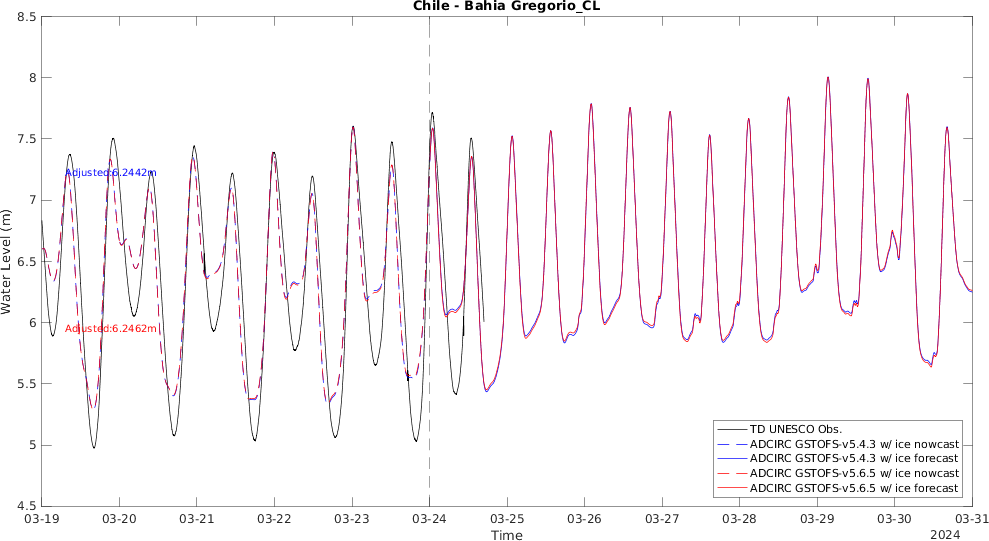 Chile - Bahia Gregorio_CL
8.5
8
7.5
7
6.5
6
5.5
5
4.5
Water Level (m)
Adjusted:6.2442m
Adjusted:6.2462m
TD UNESCO Obs.
ADCIRC GSTOFS-v5.4.3 w/ ice nowcast
ADCIRC GSTOFS-v5.4.3 w/ ice forecast
ADCIRC GSTOFS-v5.6.5 w/ ice nowcast
ADCIRC GSTOFS-v5.6.5 w/ ice forecast
03-19 03-20 03-21 03-22 03-23 03-24 03-25 03-26 03-27 03-28 03-29 03-30 03-31
Time
2024